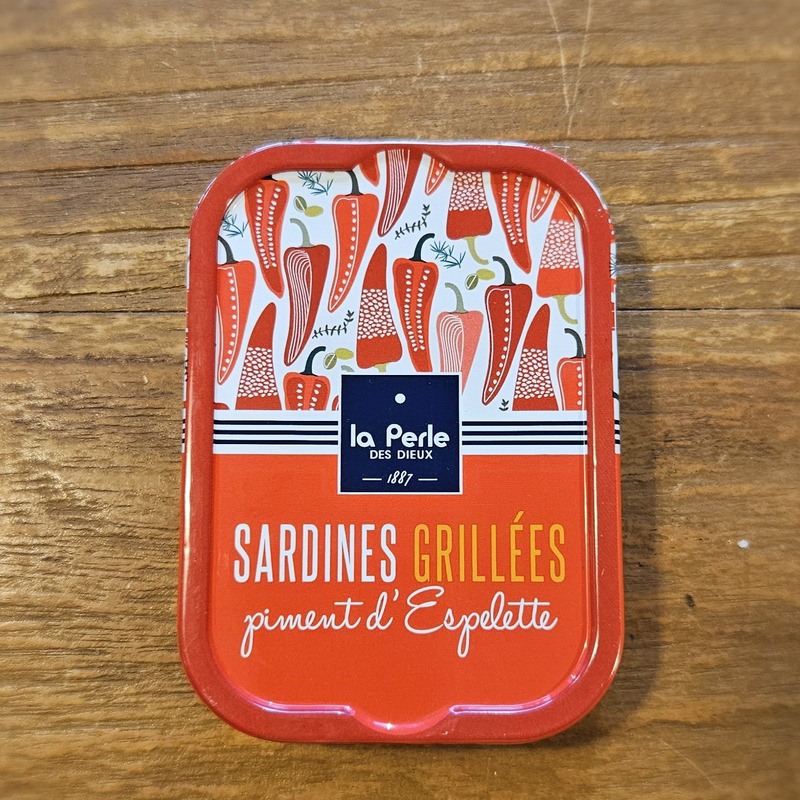 la Perle
DES DIEUX
1887
SARDINES GRILLÉES
piment d'Espelette